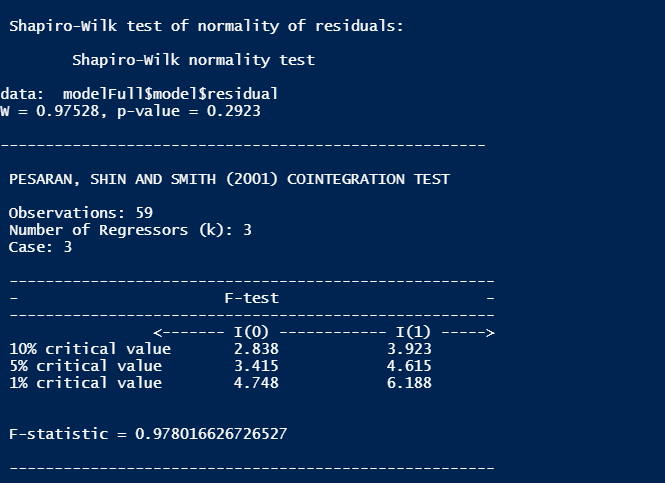 Shapiro-Wilk test of normality of residuals:
Shapiro-Wilk normality test
data:  modelFull$model$residual
W = 0.97528, p-value = 0.2923
------------------------------------------------------
PESARAN, SHIN AND SMITH (2001) COINTEGRATION TEST
Observations: 59
Number of Regressors (k): 3
Case: 3
------------------------------------------------------
-                       F-test                       -
------------------------------------------------------
<------- I(0) ------------ I(1) ----->
10% critical value       2.838            3.923
5% critical value        3.415            4.615
1% critical value        4.748            6.188
F-statistic = 0.978016626726527
------------------------------------------------------